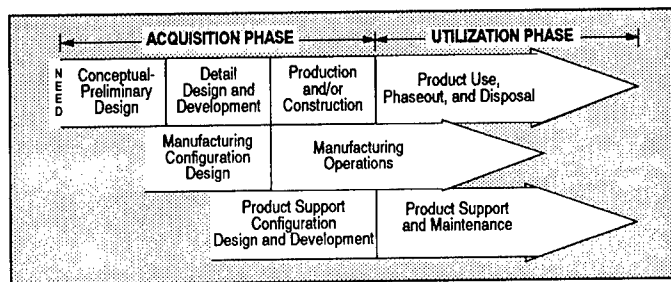 ACQUISITION PHASE
UTILIZATION PHASE
NEED
Conceptual-
Preliminary
Design
Detail
Design and
Development
Production
and/or
Construction
Product Use,
Phaseout, and Disposal
Manufacturing
Configuration
Design
Manufacturing
Operations
Product Support
Configuration
Design and Development
Product Support
and Maintenance